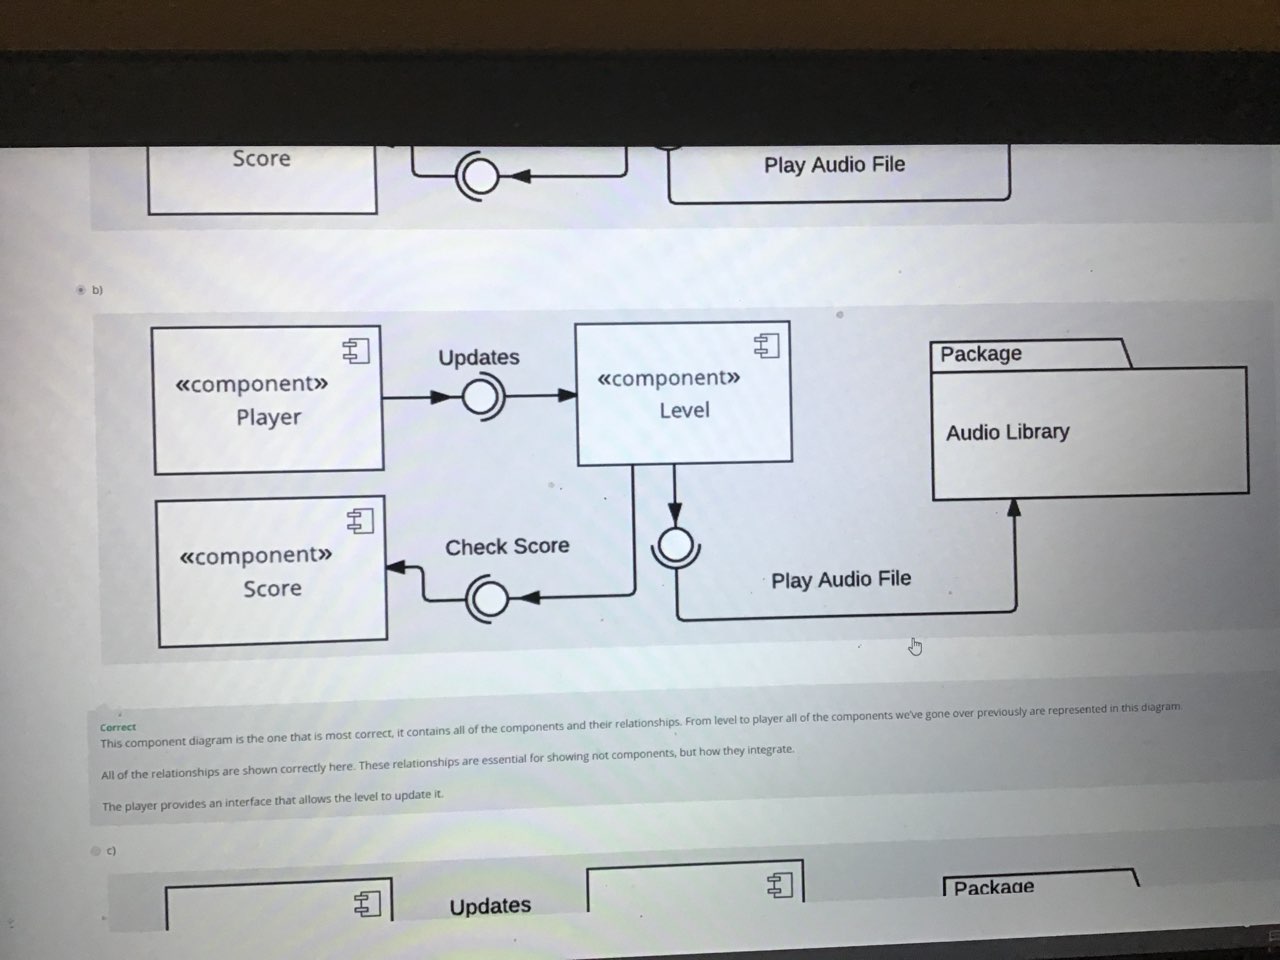 Score
Play Audio File
b)
Updates
«component»
Player
«component»
Level
Package
Audio Library
«component»
Score
Check Score
Play Audio File
Correct
This component diagram is the one that is most correct, it contains all of the components and their relationships. From level to player all of the components we've gone over previously are represented in this diagram.
All of the relationships are shown correctly here. These relationships are essential for showing not components, but how they integrate.
The player provides an interface that allows the level to update it.
c)
Updates
Package